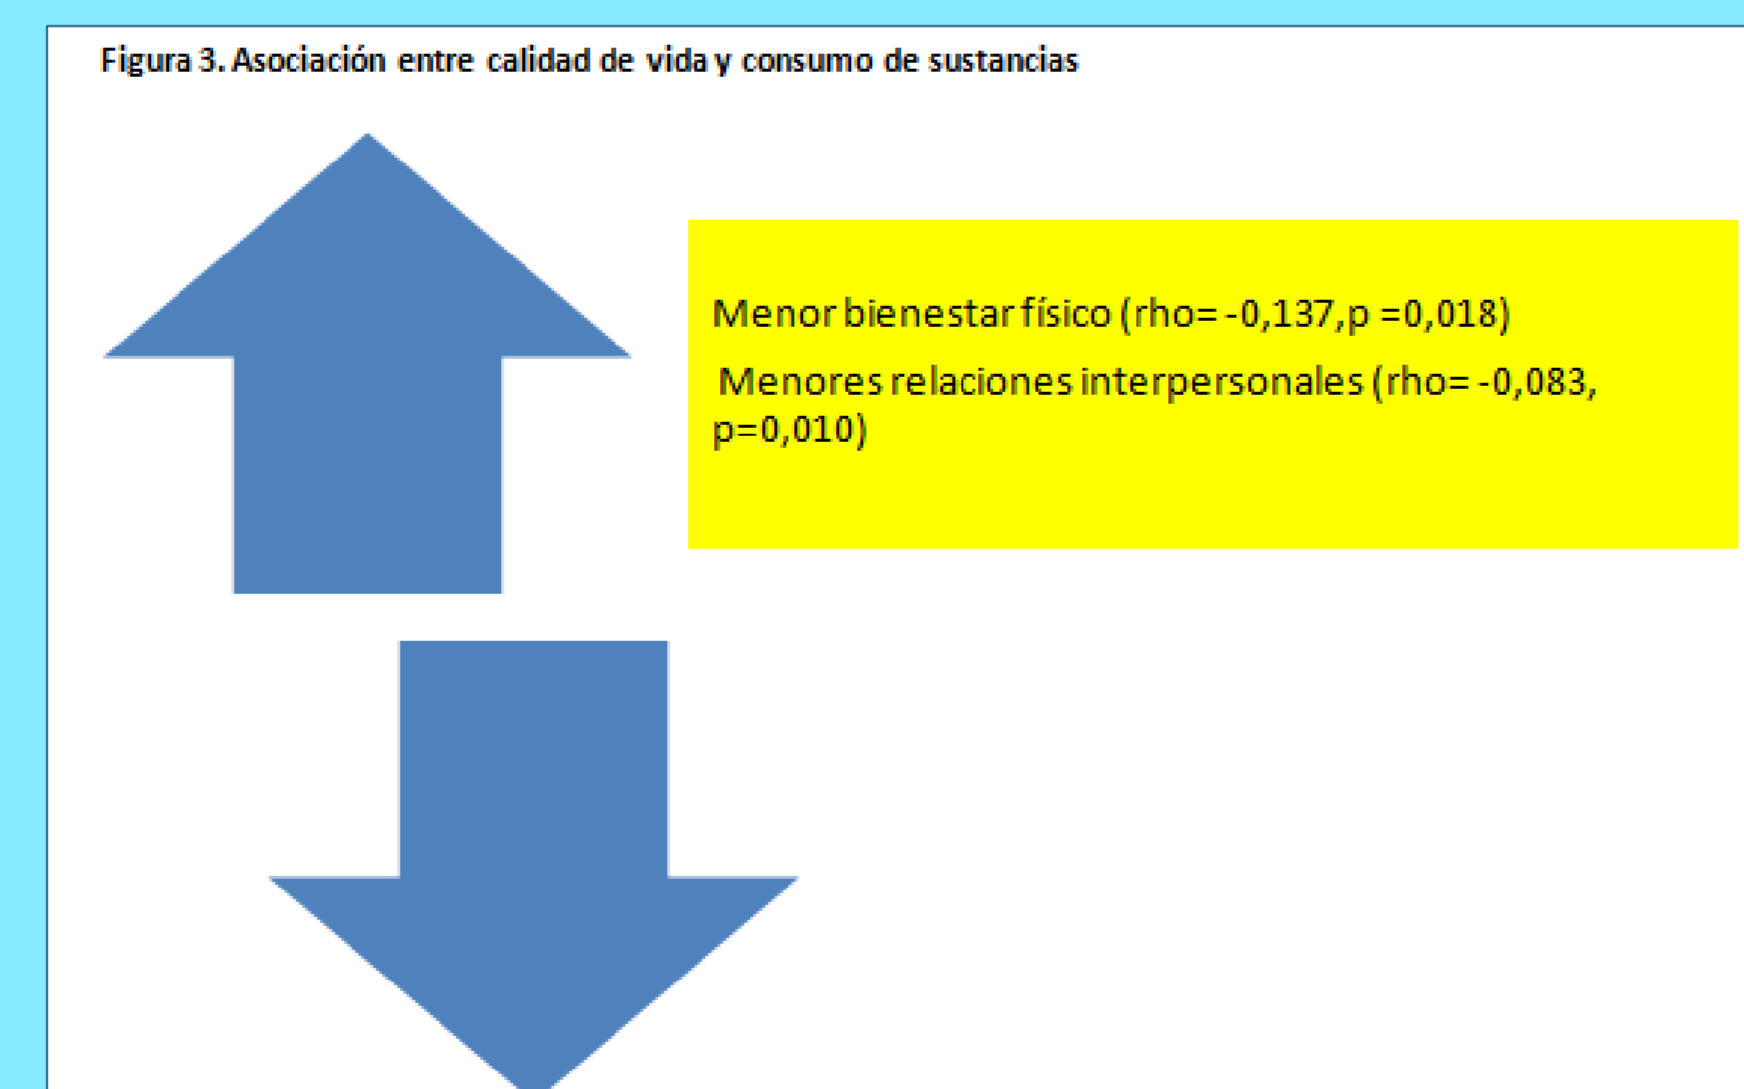 Figura 3. Asociación entre calidad de vida y consumo de sustancias
Menor bienestar físico (rho= -0,137,p =0,018)
Menores relaciones interpersonales (rho= -0,083,
p=0,010)